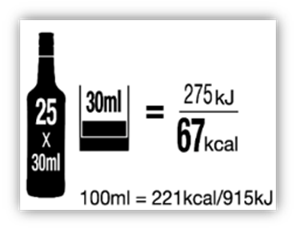 25
x
30ml
30ml
=
275kJ
67kcal
100ml = 221kcal/915kJ